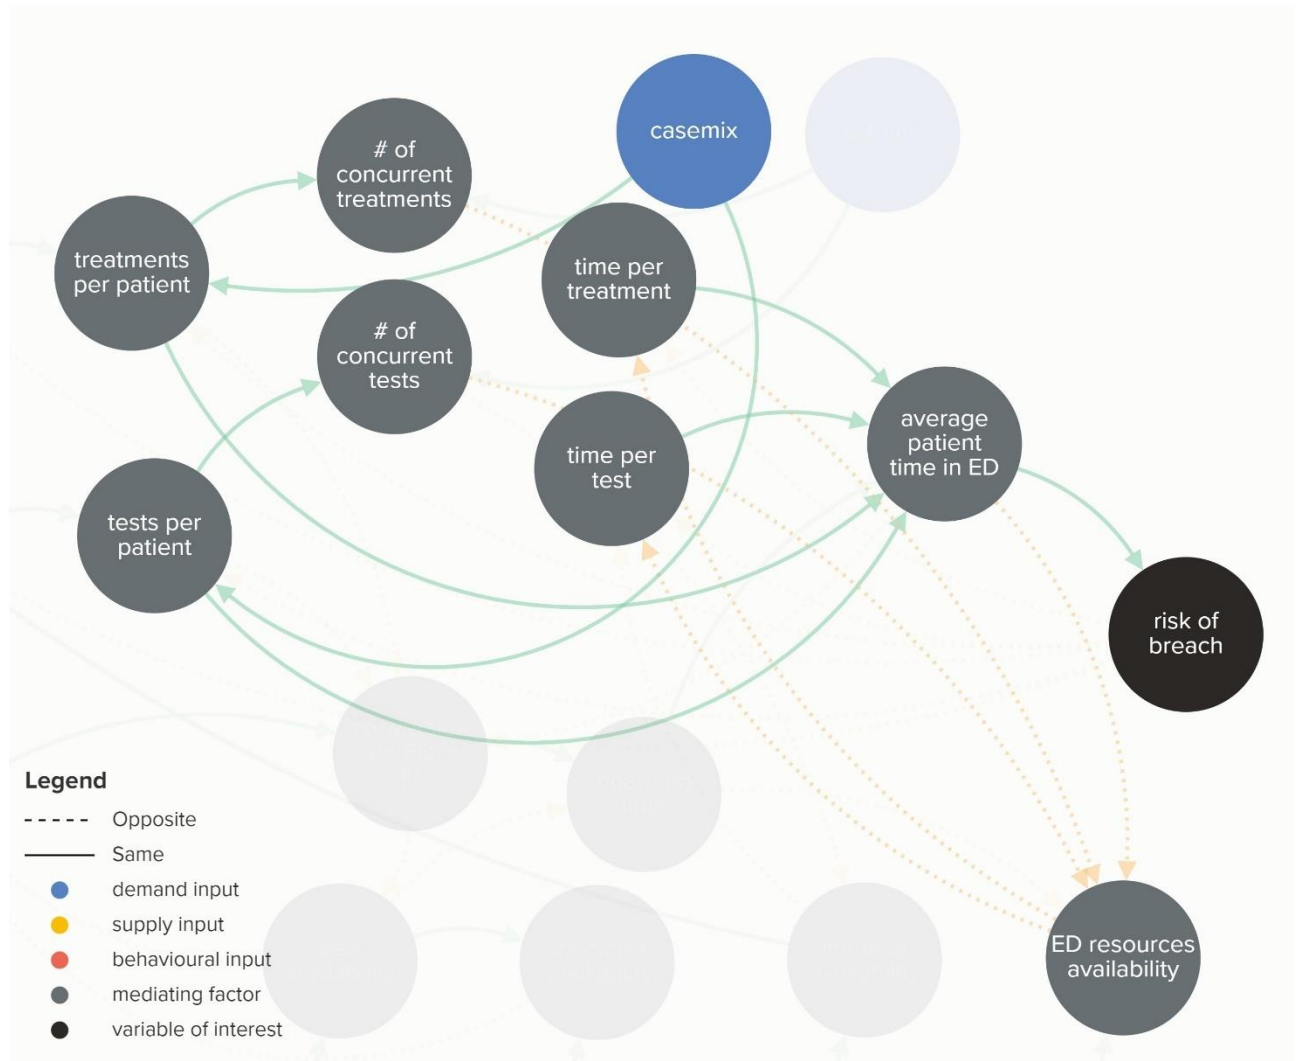 casemix
# of
concurrent
treatments
treatments
per patient
time per
treatment
# of
concurrent
tests
average
patient
time in ED
time per
test
tests per
patient
risk of
breach
ED resources
availability
Legend
Opposite
Same
demand input
supply input
behavioural input
mediating factor
variable of interest